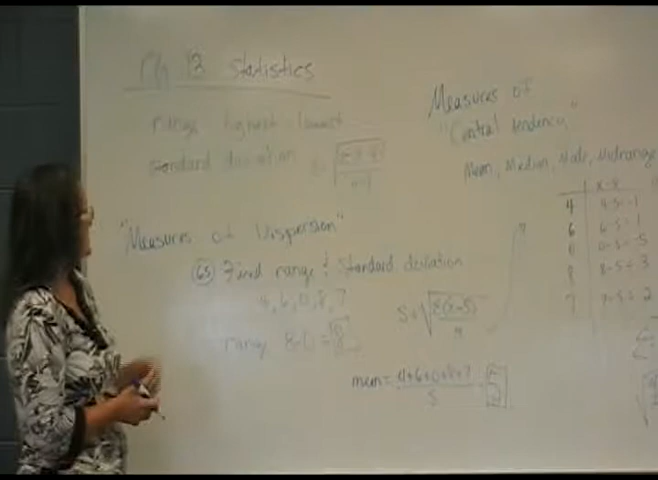 Ch 13 Statistics
range highest lowest
standard deviation
"Measures of Dispersion"
65 Find range & standard deviation
4, 6, 0, 8, 7
range 8-0 = 8
mean = 4+6+0+8+7 = 5
5
Measures of
"Central tendency"
Mean, Median, Mode, Midrange
4 4-5=-1
6 6-5=1
0 0-5=-5
8 8-5=3
7 7-5=2